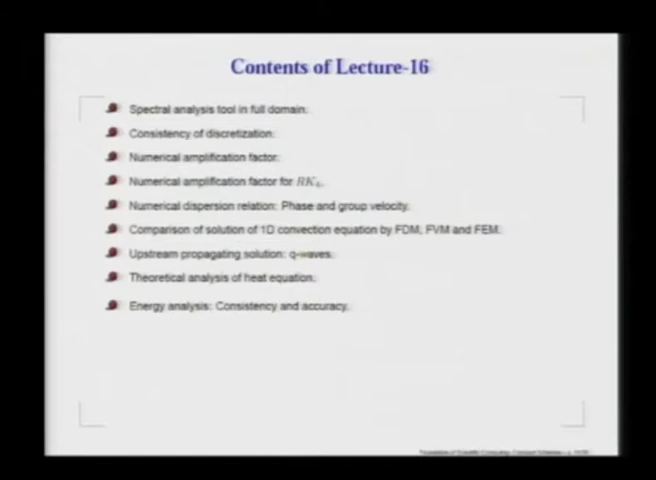 Contents of Lecture-16
Spectral analysis tool in full domain.
Consistency of discretization.
Numerical amplification factor.
Numerical amplification factor for RK₄.
Numerical dispersion relation: Phase and group velocity.
Comparison of solution of 1D convection equation by FDM, FVM and FEM.
Upstream propagating solution: q-waves.
Theoretical analysis of heat equation.
Energy analysis: Consistency and accuracy.